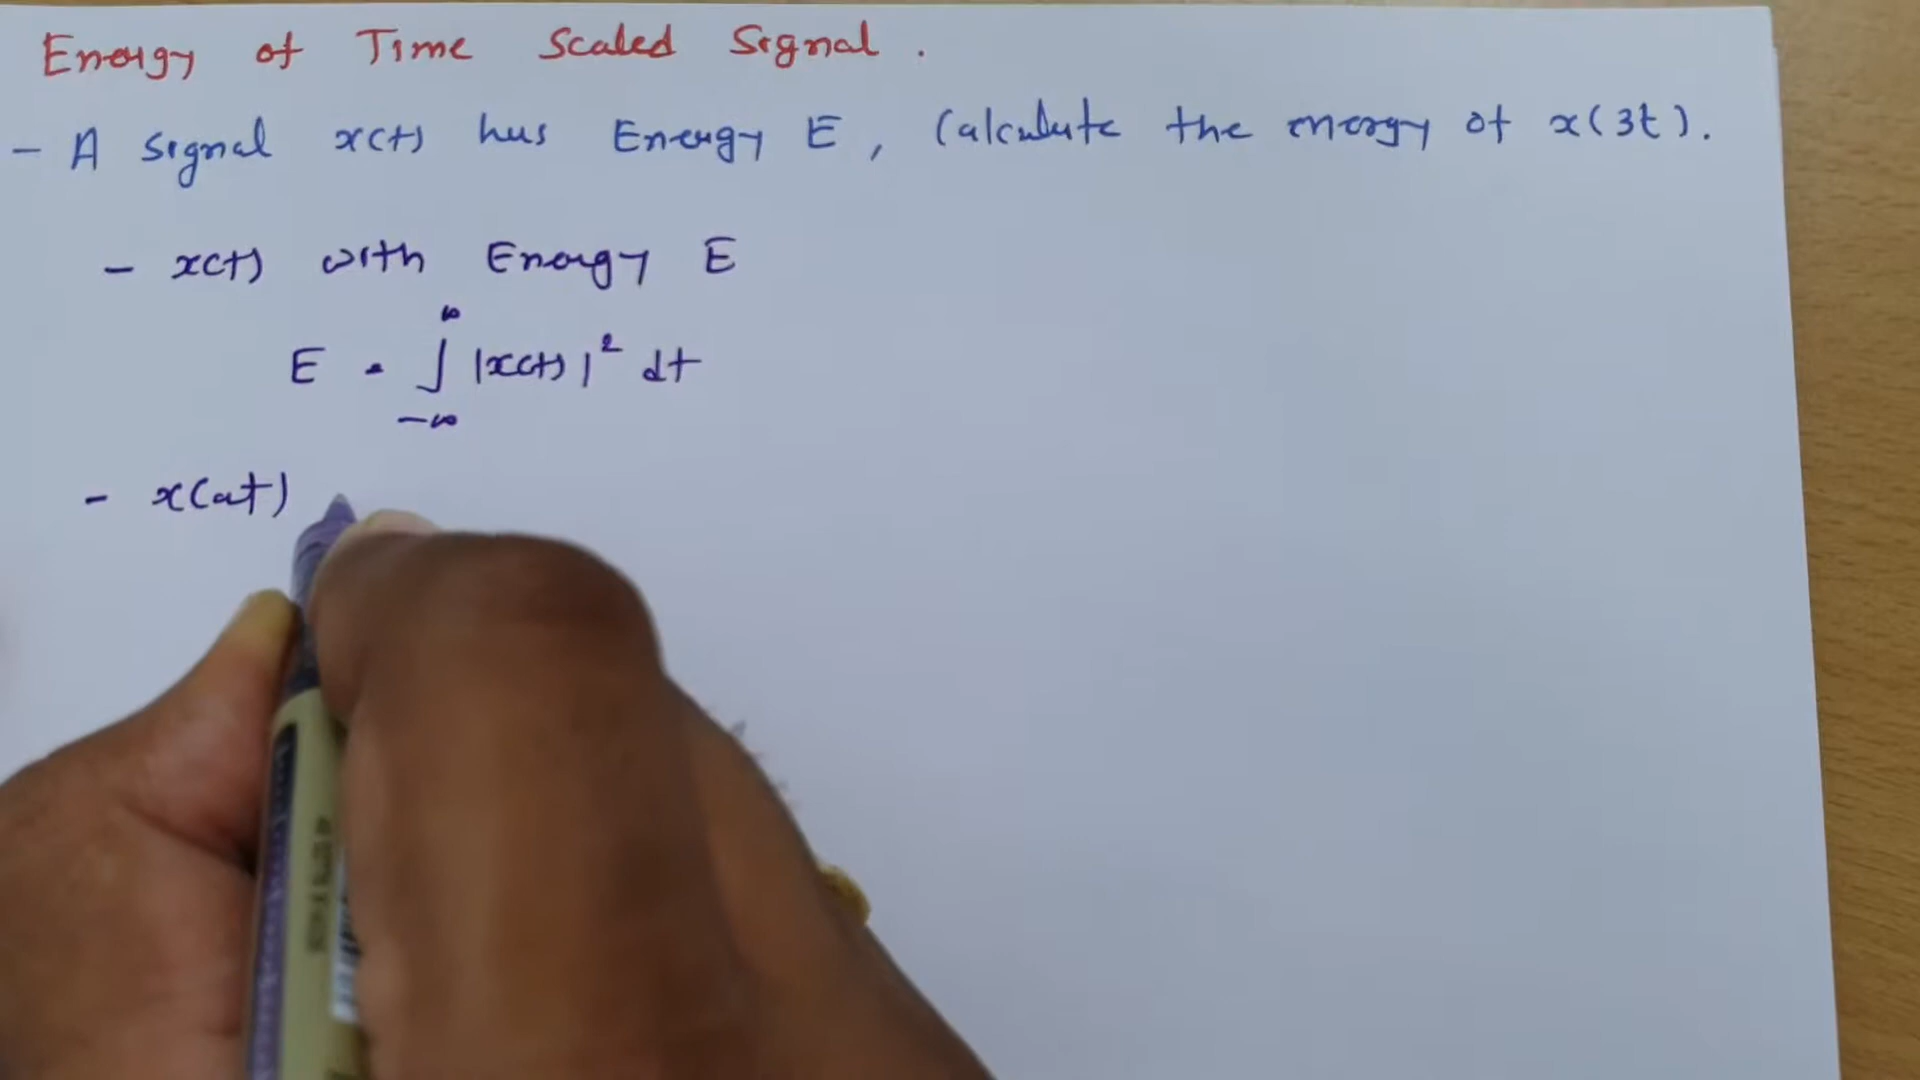 Energy of Time Scaled Signal.
- A signal x(t) has Energy E, Calculate the energy of x(3t).
- x(t) with Energy E
E = ∫_{-∞}^{∞} |x(t)|² dt
- x(at)